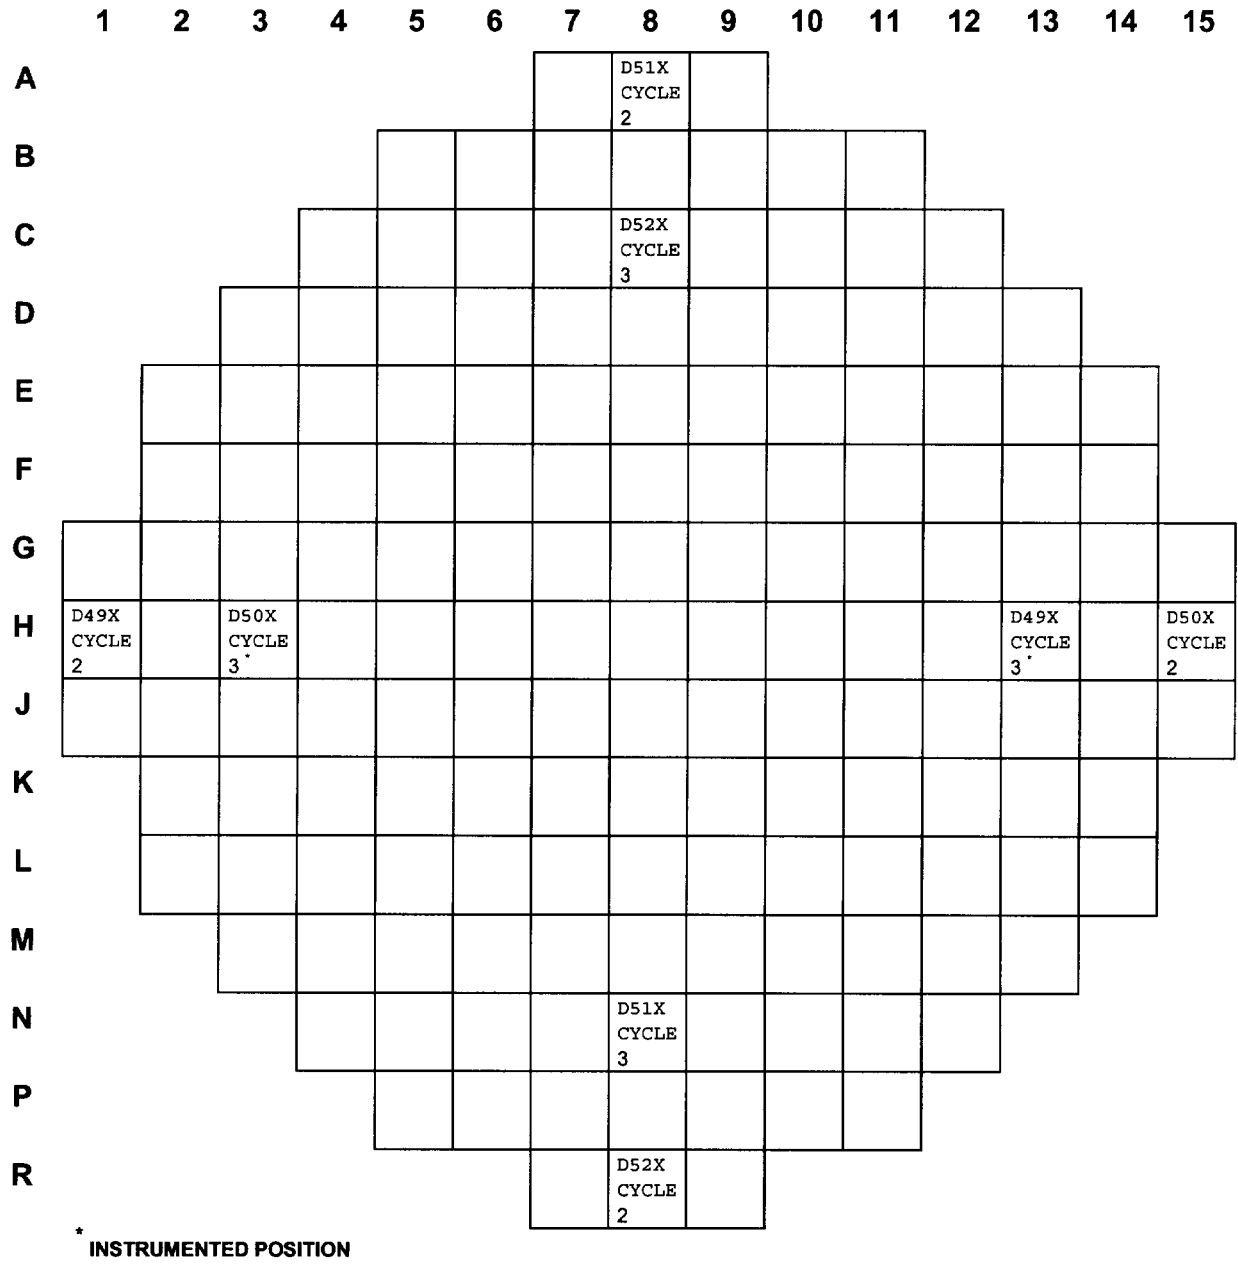 1 2 3 4 5 6 7 8 9 10 11 12 13 14 15
A
D51X
CYCLE
2
B
C
D52X
CYCLE
3
D
E
F
G
H
D49X
CYCLE
2
D50X
CYCLE
3*
D49X
CYCLE
3*
D50X
CYCLE
2
J
K
L
M
N
D51X
CYCLE
3
P
R
D52X
CYCLE
2
* INSTRUMENTED POSITION